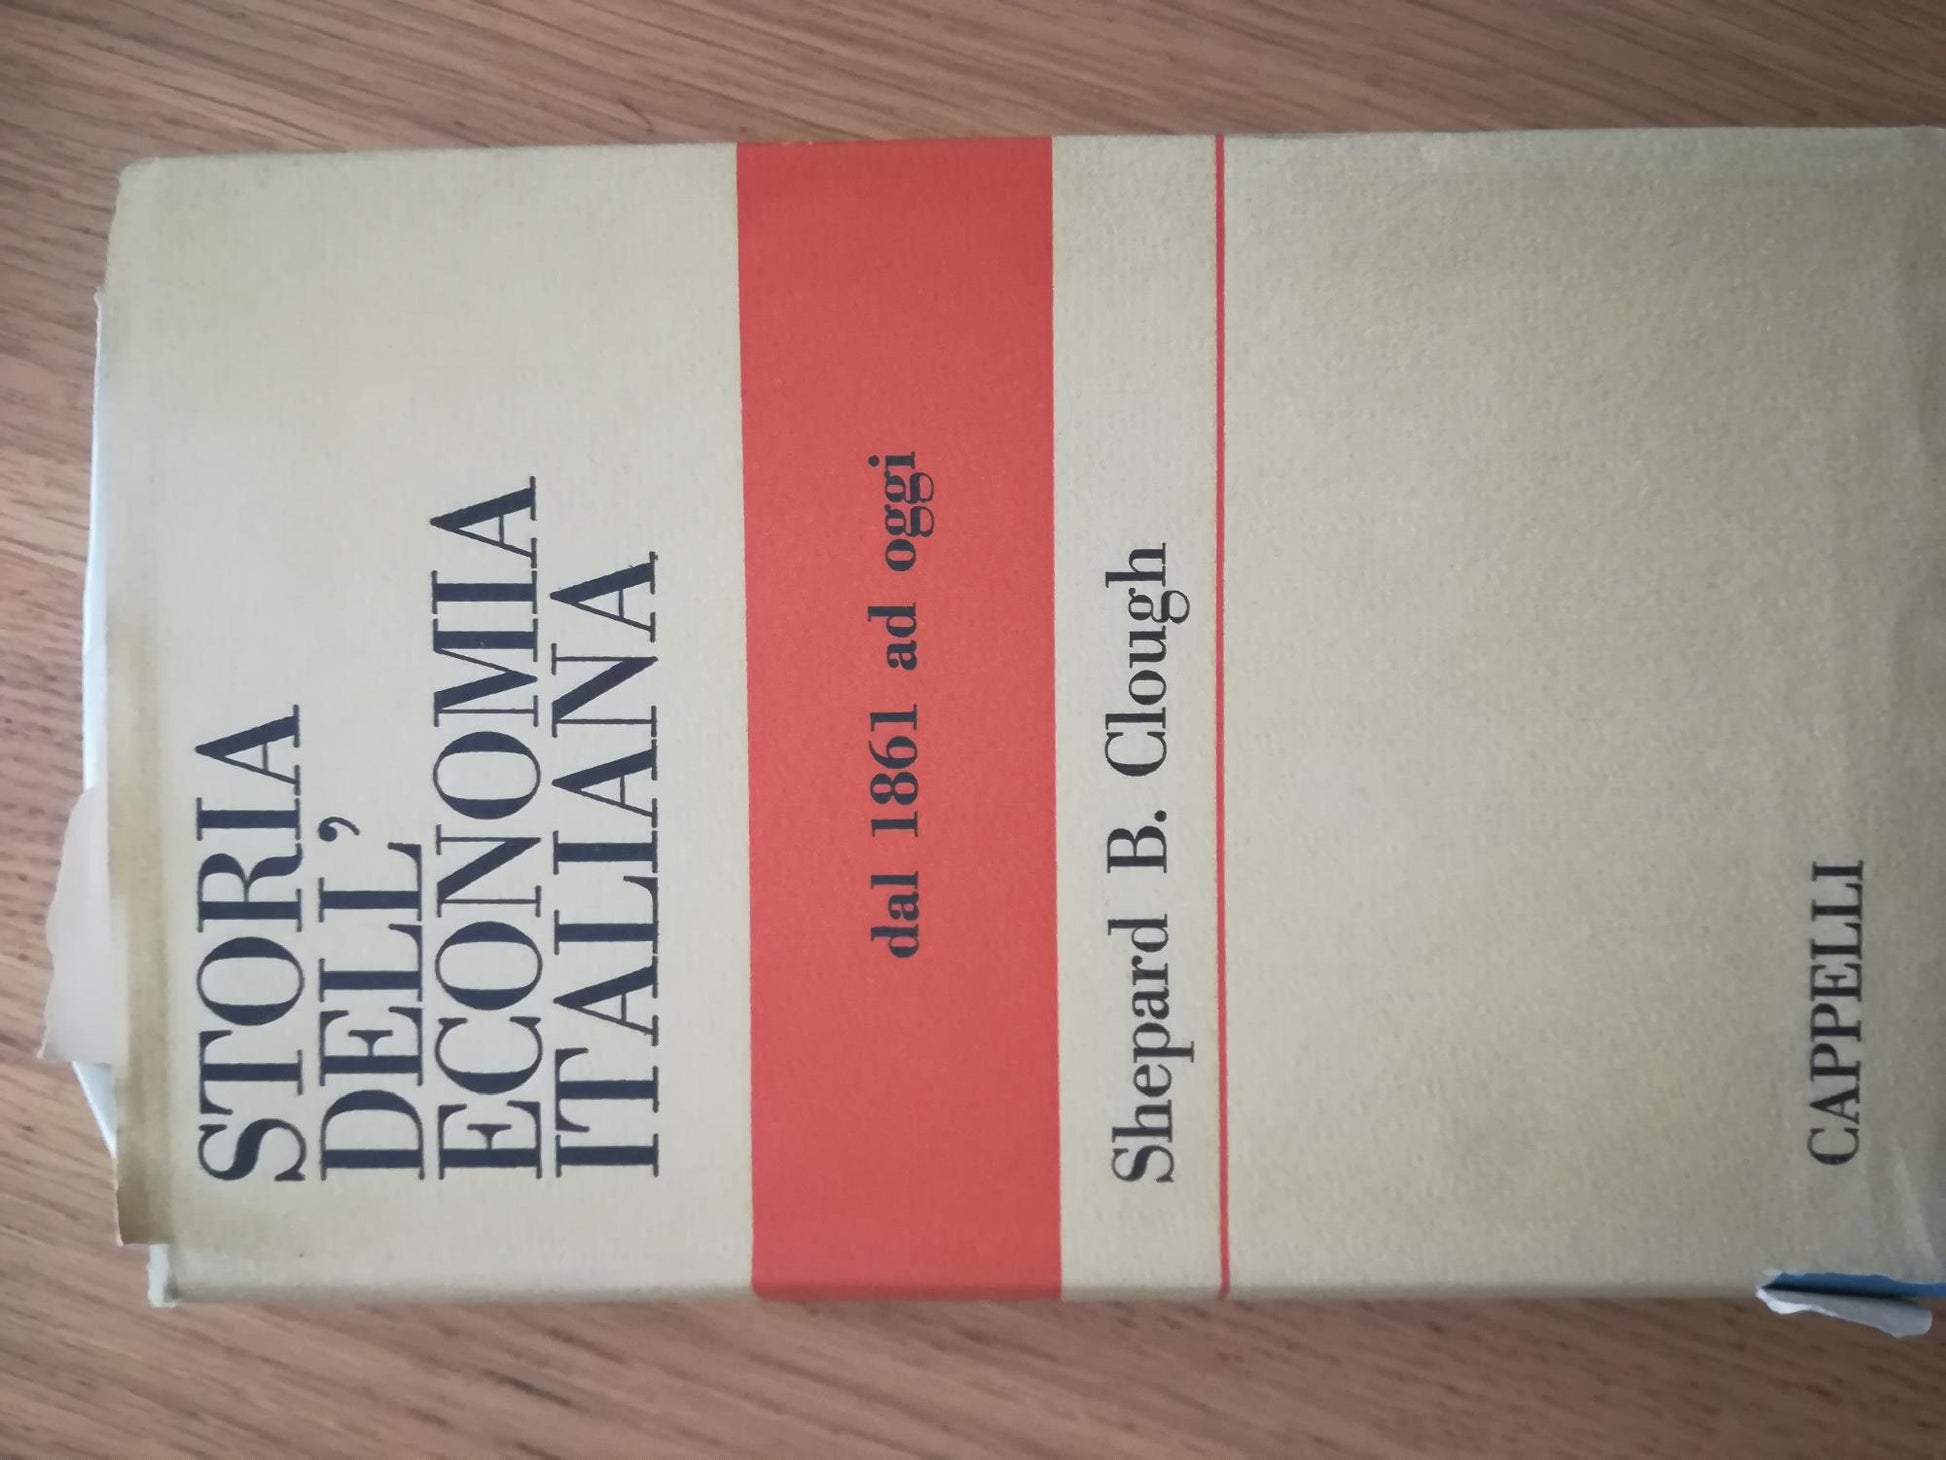 STORIA
DELL'
ECONOMIA
ITALIANA
dal 1861 ad oggi
Shepard B. Clough
CAPPELLI